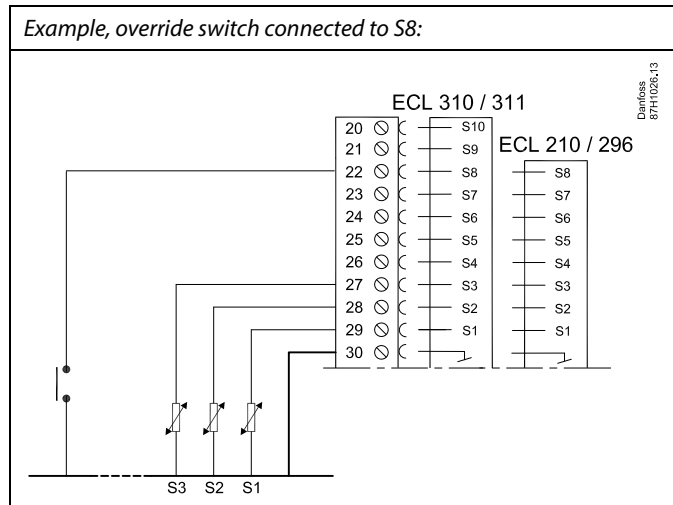 Example, override switch connected to S8:
Danfoss
87H1026.13
ECL 310 / 311
ECL 210 / 296
20 S10
21 S9
22 S8 S8
23 S7 S7
24 S6 S6
25 S5 S5
26 S4 S4
27 S3 S3
28 S2 S2
29 S1 S1
30
S3 S2 S1